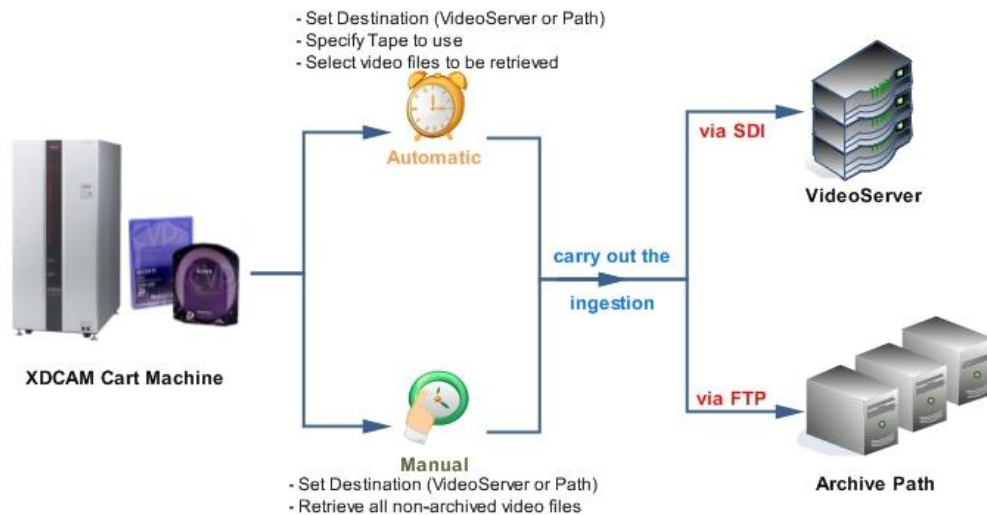 - Set Destination (VideoServer or Path)
- Specify Tape to use
- Select video files to be retrieved
Automatic
via SDI
VideoServer
carry out the
ingestion
XDCAM Cart Machine
via FTP
Manual
- Set Destination (VideoServer or Path)
- Retrieve all non-archived video files
Archive Path